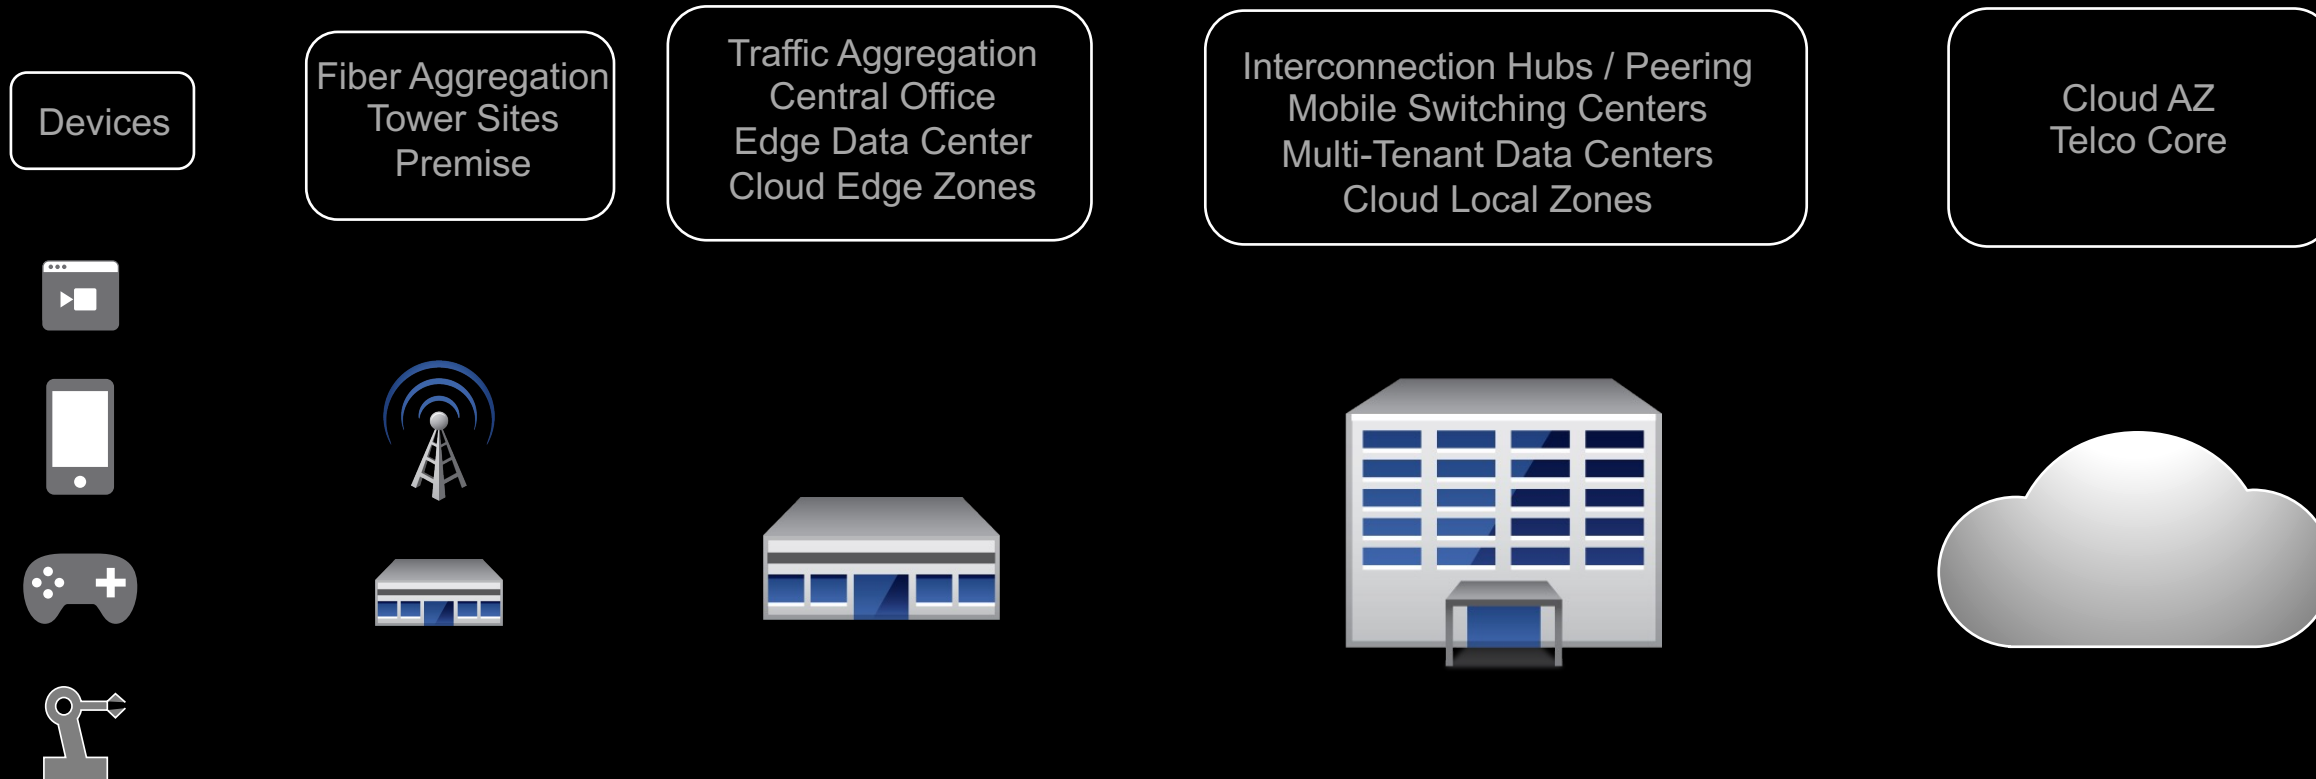 Devices
Fiber Aggregation
Tower Sites
Premise
Traffic Aggregation
Central Office
Edge Data Center
Cloud Edge Zones
Interconnection Hubs / Peering
Mobile Switching Centers
Multi-Tenant Data Centers
Cloud Local Zones
Cloud AZ
Telco Core